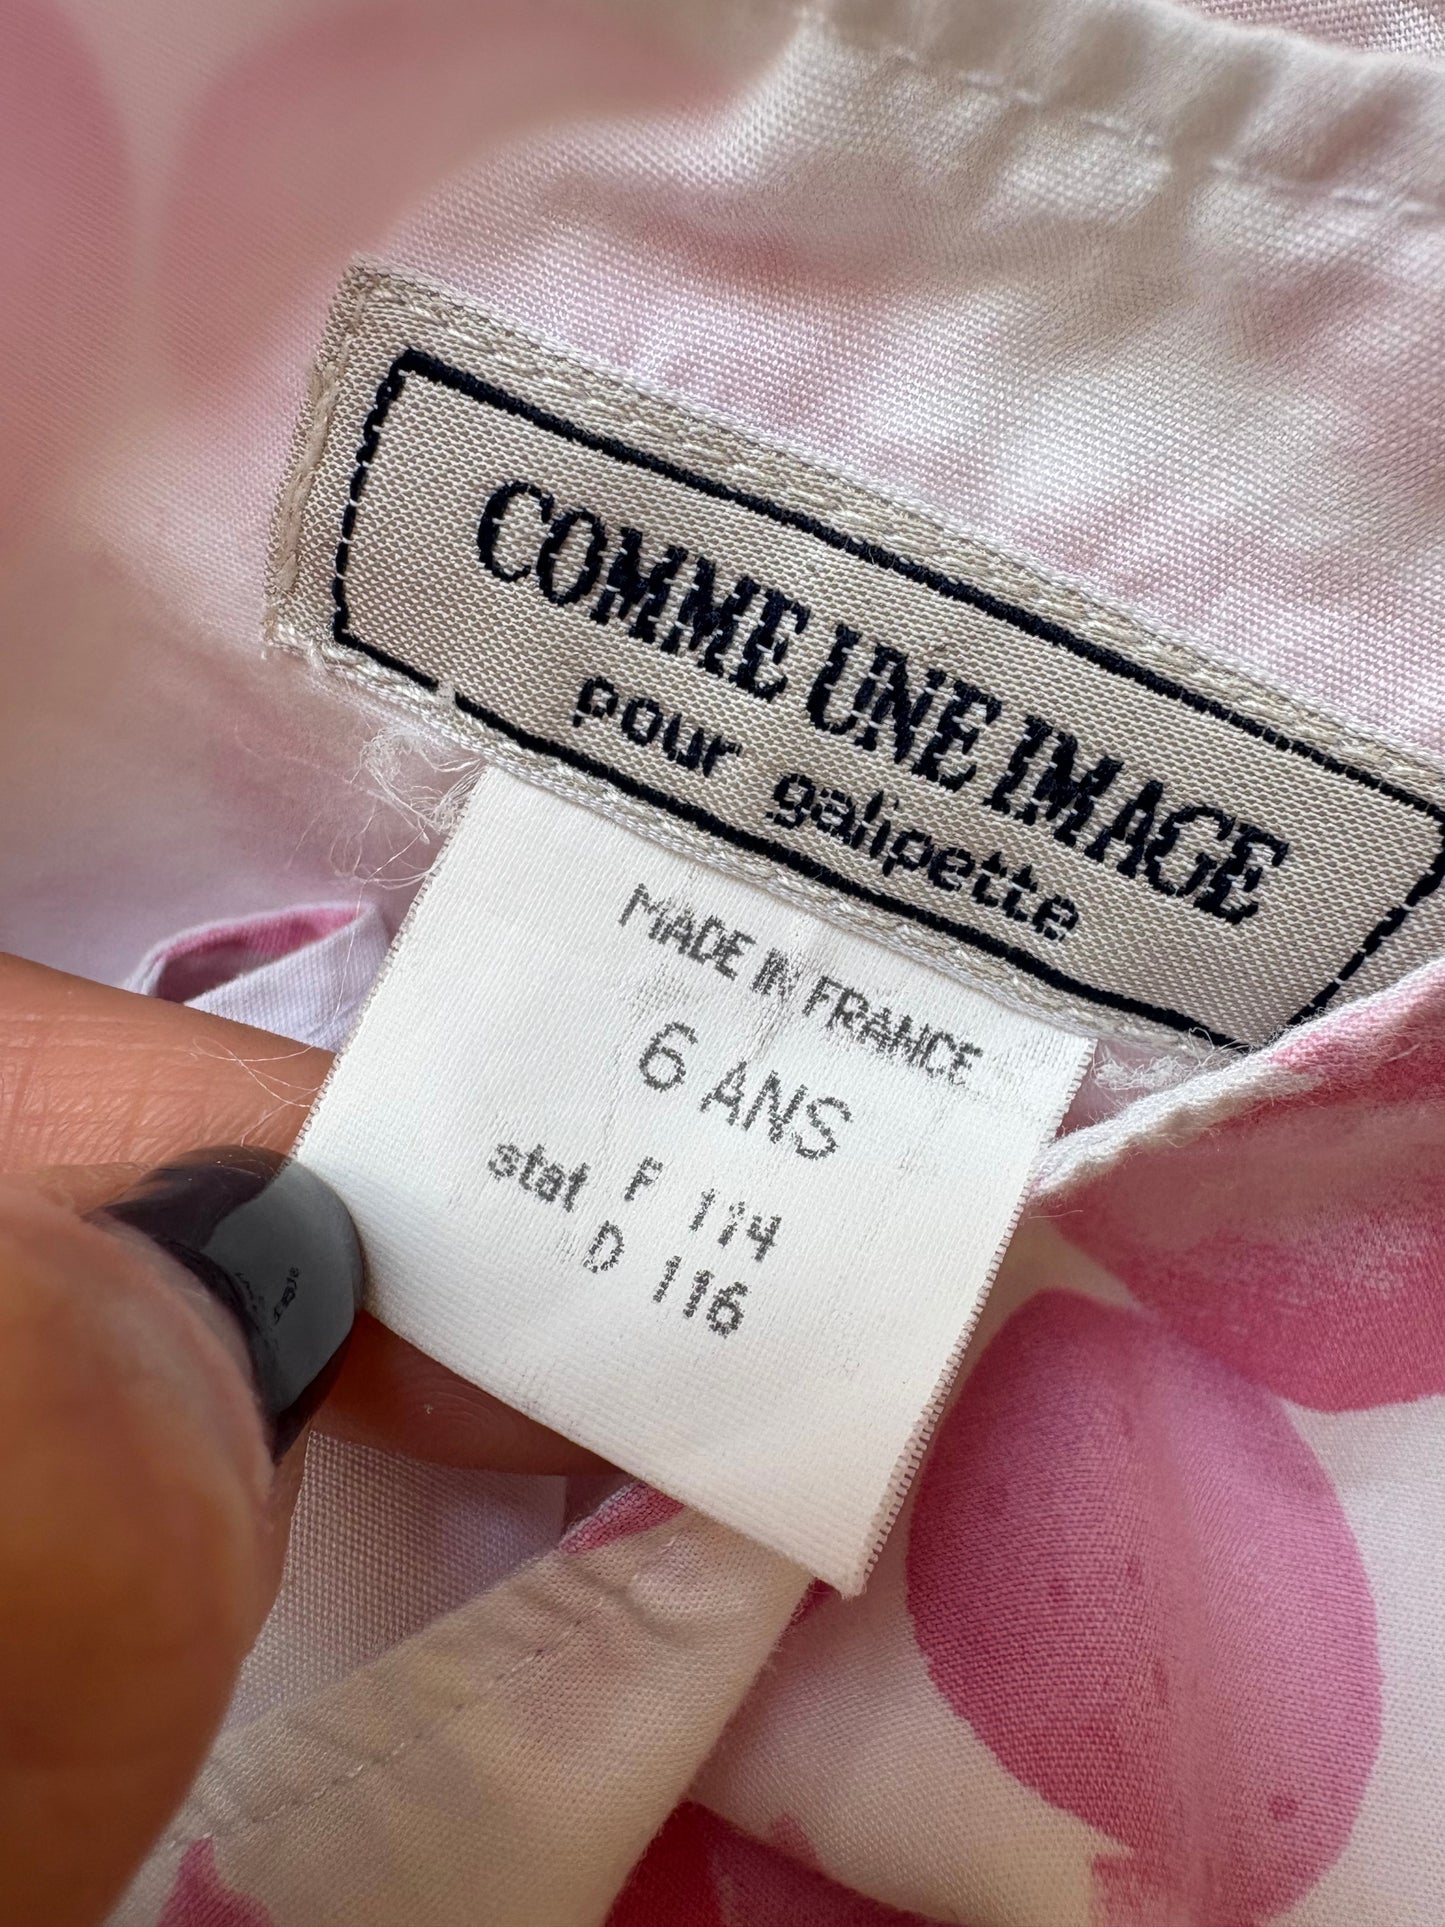 COMME UNE IMAGE
pour galipette
MADE IN FRANCE
6 ANS
stat F 114
D 116